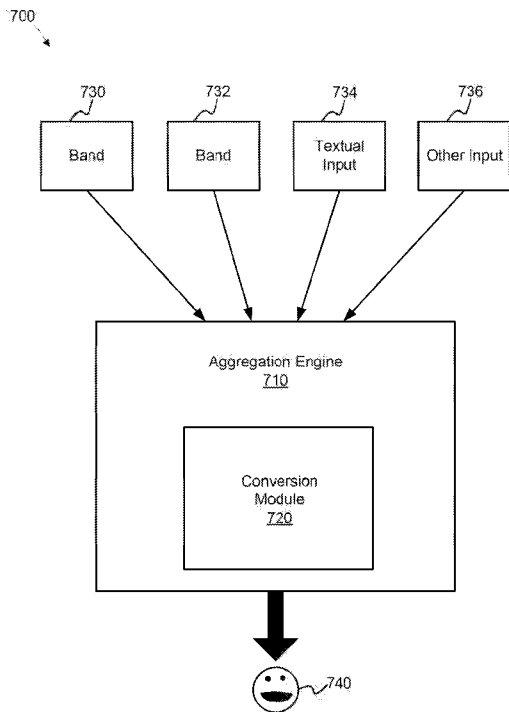 700
730
732
734
736
Band
Band
Textual
Input
Other Input
Aggregation Engine
710
Conversion
Module
720
740